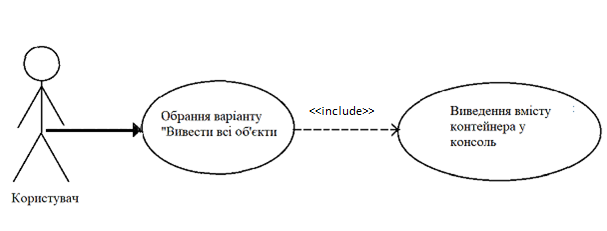 Обрання варіанту
"Вивести всі об'єкти
<<include>>
Виведення вмісту
контейнера у
консоль
Користувач